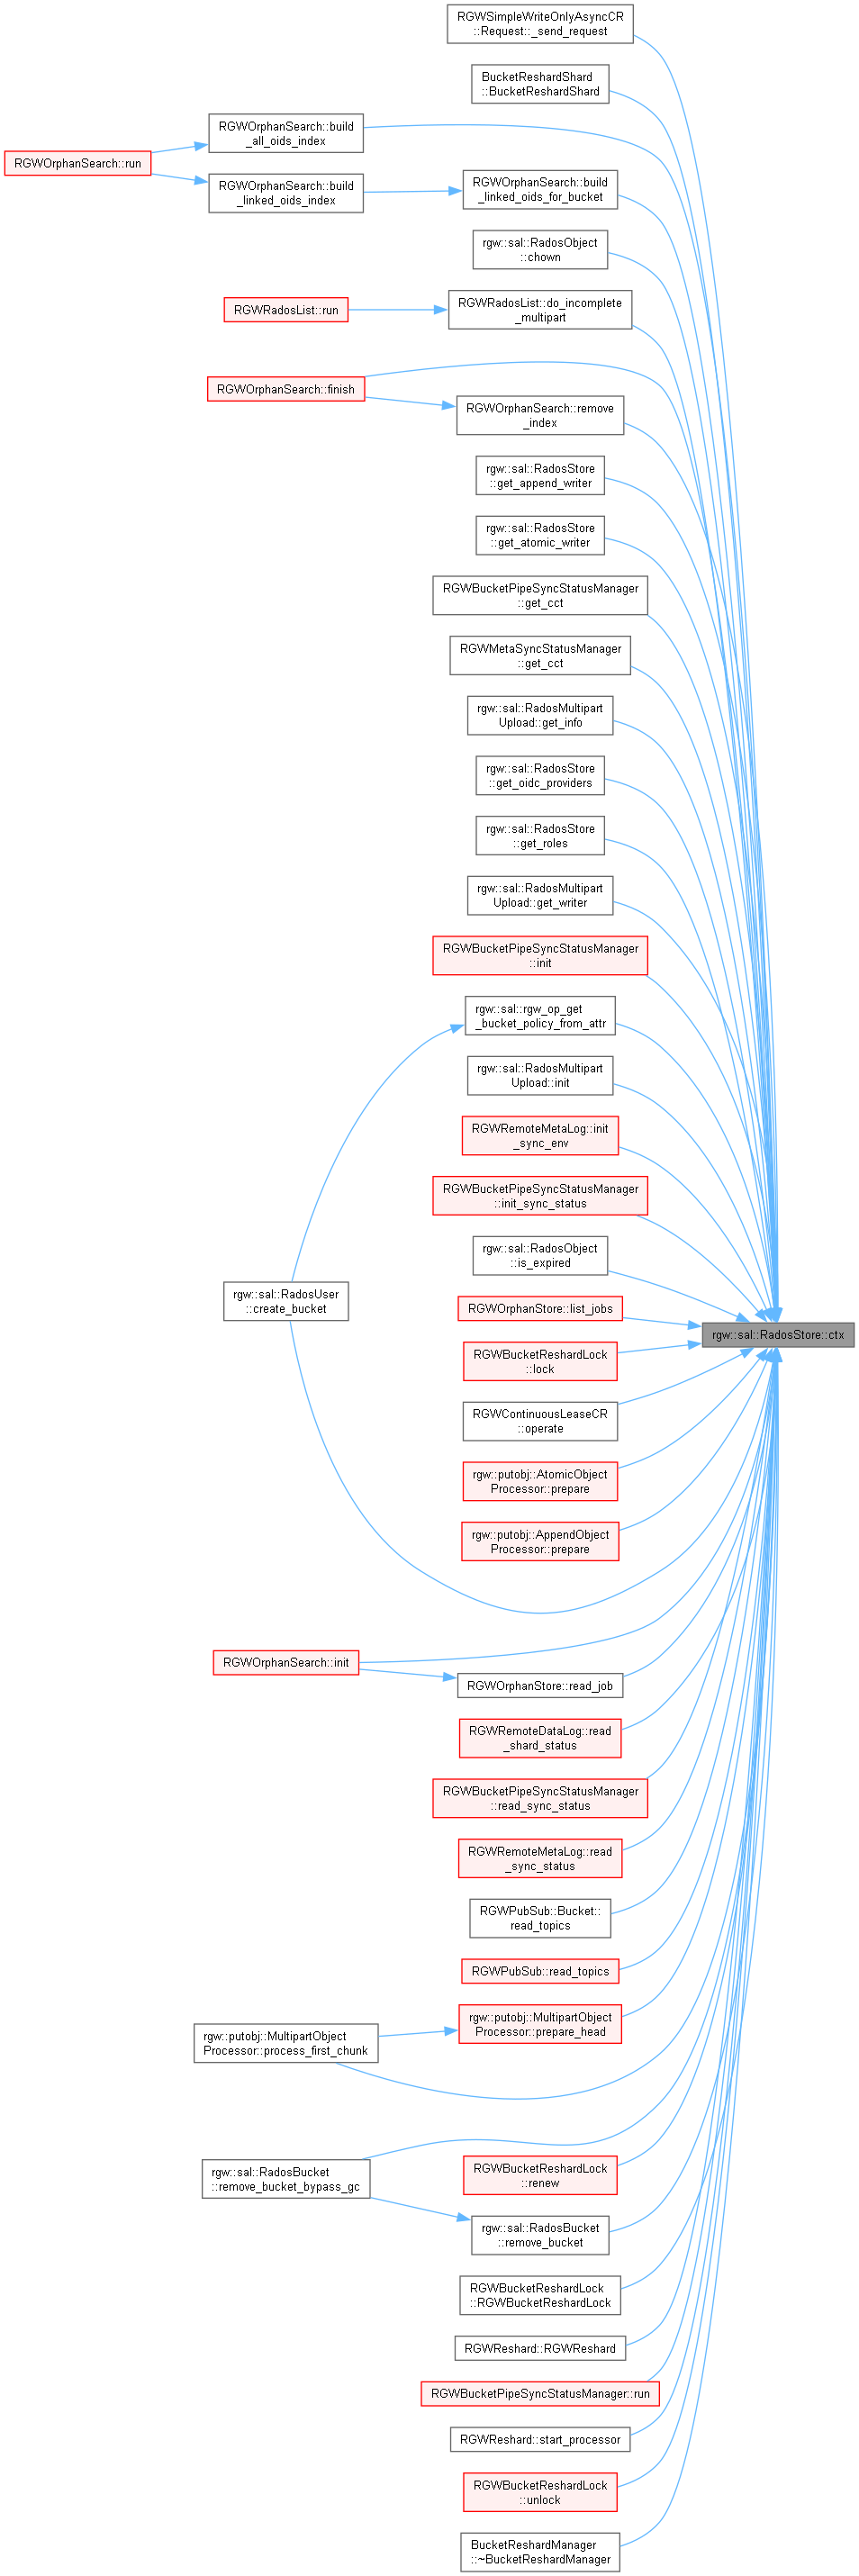 RGWSimpleWriteOnlyAsyncCR
::Request::_send_request
BucketReshardShard
::BucketReshardShard
RGWOrphanSearch::build
_all_oids_index
RGWOrphanSearch::run
RGWOrphanSearch::build
_linked_oids_index
RGWOrphanSearch::build
_linked_oids_for_bucket
rgw::sal::RadosObject
::chown
RGWRadosList::run
RGWRadosList::do_incomplete
_multipart
RGWOrphanSearch::finish
RGWOrphanSearch::remove
_index
rgw::sal::RadosStore
::get_append_writer
rgw::sal::RadosStore
::get_atomic_writer
RGWBucketPipeSyncStatusManager
::get_cct
RGWMetaSyncStatusManager
::get_cct
rgw::sal::RadosMultipart
Upload::get_info
rgw::sal::RadosStore
::get_oidc_providers
rgw::sal::RadosStore
::get_roles
rgw::sal::RadosMultipart
Upload::get_writer
RGWBucketPipeSyncStatusManager
::init
rgw::sal::rgw_op_get
_bucket_policy_from_attr
rgw::sal::RadosMultipart
Upload::init
RGWRemoteMetaLog::init
_sync_env
RGWBucketPipeSyncStatusManager
::init_sync_status
rgw::sal::RadosObject
::is_expired
rgw::sal::RadosUser
::create_bucket
RGWOrphanStore::list_jobs
rgw::sal::RadosStore::ctx
RGWBucketReshardLock
::lock
RGWContinuousLeaseCR
::operate
rgw::putobj::AtomicObject
Processor::prepare
rgw::putobj::AppendObject
Processor::prepare
RGWOrphanSearch::init
RGWOrphanStore::read_job
RGWRemoteDataLog::read
_shard_status
RGWBucketPipeSyncStatusManager
::read_sync_status
RGWRemoteMetaLog::read
_sync_status
RGWPubSub::Bucket::
read_topics
RGWPubSub::read_topics
rgw::putobj::MultipartObject
Processor::prepare_head
rgw::putobj::MultipartObject
Processor::process_first_chunk
rgw::sal::RadosBucket
::remove_bucket_bypass_gc
RGWBucketReshardLock
::renew
rgw::sal::RadosBucket
::remove_bucket
RGWBucketReshardLock
::RGWBucketReshardLock
RGWReshard::RGWReshard
RGWBucketPipeSyncStatusManager::run
RGWReshard::start_processor
RGWBucketReshardLock
::unlock
BucketReshardManager
::~BucketReshardManager